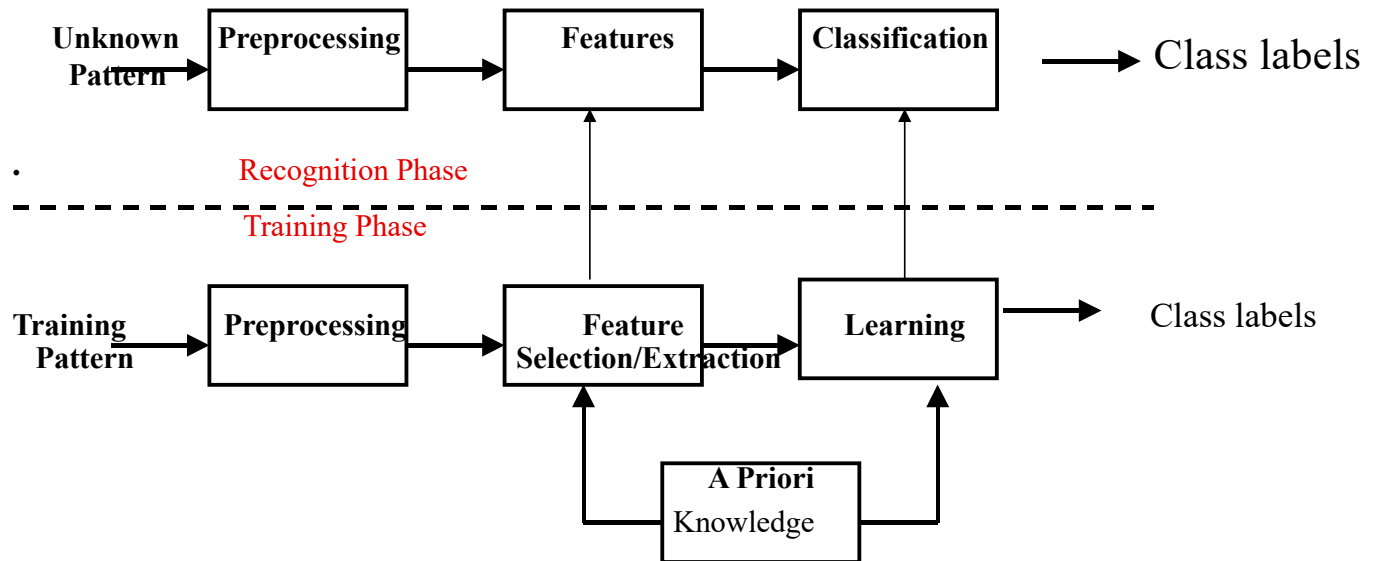 Unknown
Pattern
Preprocessing
Features
Classification
Class labels
.
Recognition Phase
Training Phase
Training
Pattern
Preprocessing
Feature
Selection/Extraction
Learning
Class labels
A Priori
Knowledge